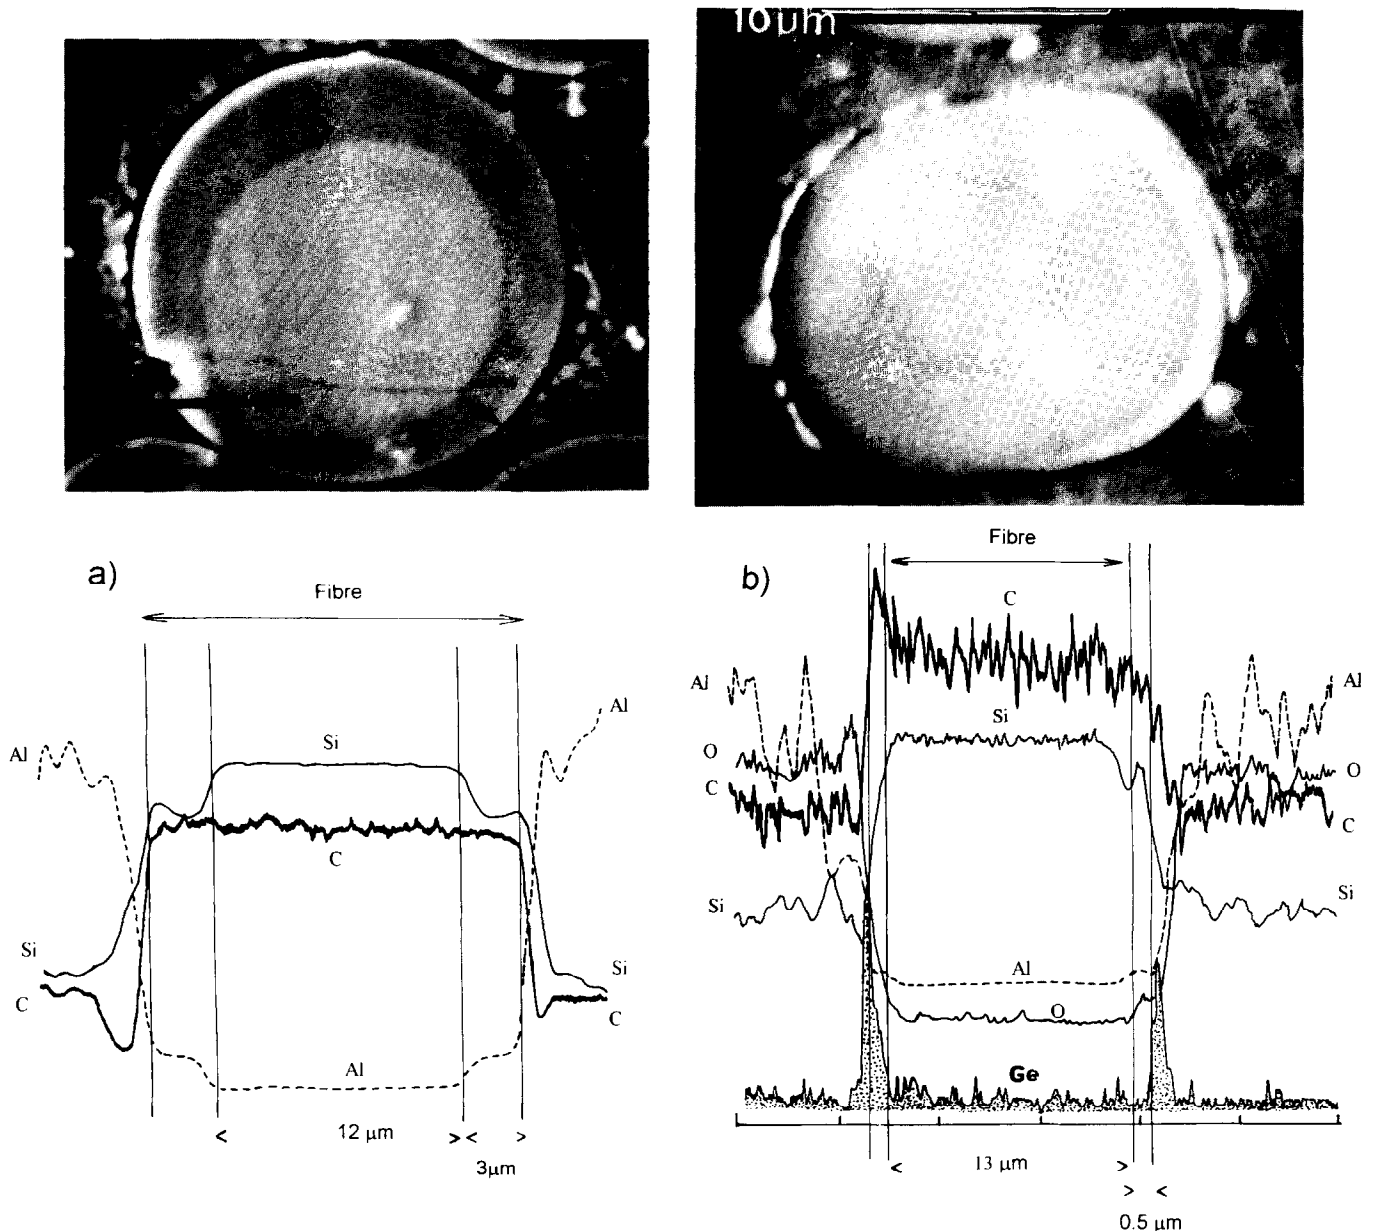 10 µm
a)
Fibre
Al
Al
Si
C
Si
C
Si
C
Al
< 12 µm > < >
3µm
b)
Fibre
C
Al
Al
Si
O
O
C
C
Si
Si
Al
O
Ge
< 13 µm >
> <
0.5 µm